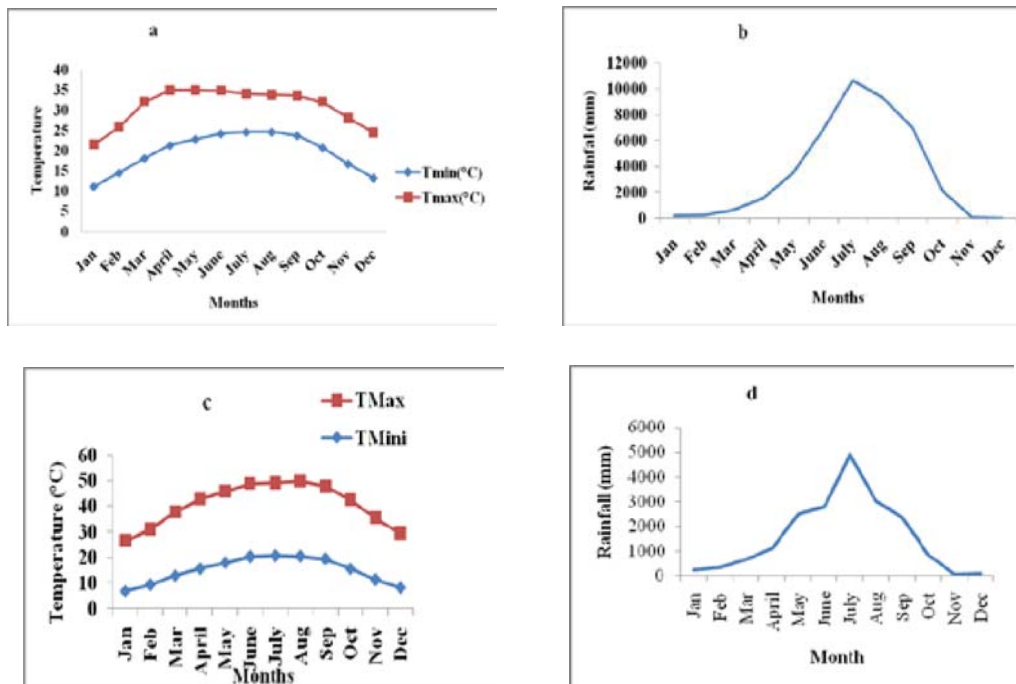 a
40
35
30
25
20
15
10
5
0
Temperature
Tmin(°C)
Tmax(°C)
Jan Feb Mar April May June July Aug Sep Oct Nov Dec
Months
b
12000
10000
8000
6000
4000
2000
0
Rainfall (mm)
Jan Feb Mar April May June July Aug Sep Oct Nov Dec
Months
c
TMax
TMini
60
50
40
30
20
10
0
Temperature (°C)
Jan Feb Mar April May June July Aug Sep Oct Nov Dec
Months
d
6000
5000
4000
3000
2000
1000
0
Rainfall (mm)
Jan Feb Mar April May June July Aug Sep Oct Nov Dec
Month